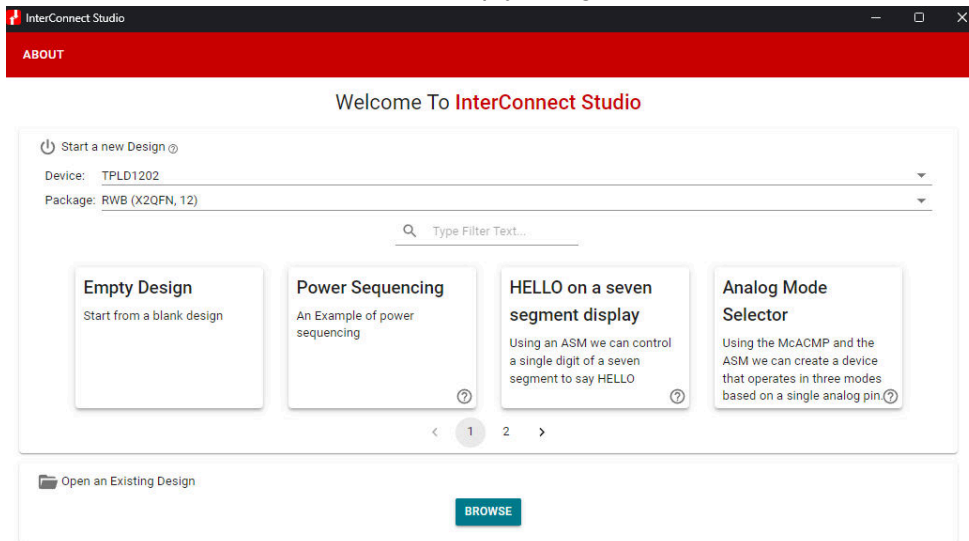 InterConnect Studio
ABOUT
Welcome To InterConnect Studio
Start a new Design
Device: TPLD1202
Package: RWB (X2QFN, 12)
Type Filter Text...
Empty Design
Start from a blank design
Power Sequencing
An Example of power
sequencing
HELLO on a seven
segment display
Using an ASM we can control
a single digit of a seven
segment to say HELLO
Analog Mode
Selector
Using the McACMP and the
ASM we can create a device
that operates in three modes
based on a single analog pin.
1 2
Open an Existing Design
BROWSE